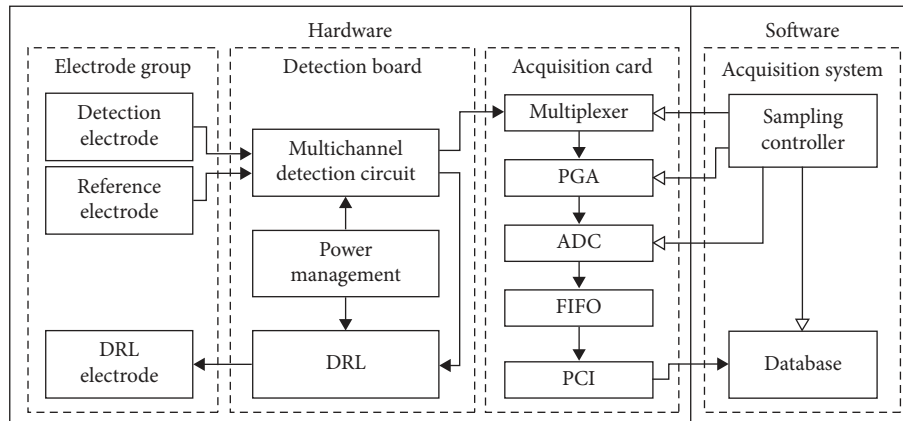 Hardware
Software
Electrode group
Detection board
Acquisition card
Acquisition system
Detection
electrode
Reference
electrode
DRL
electrode
Multichannel
detection circuit
Power
management
DRL
Multiplexer
PGA
ADC
FIFO
PCI
Sampling
controller
Database